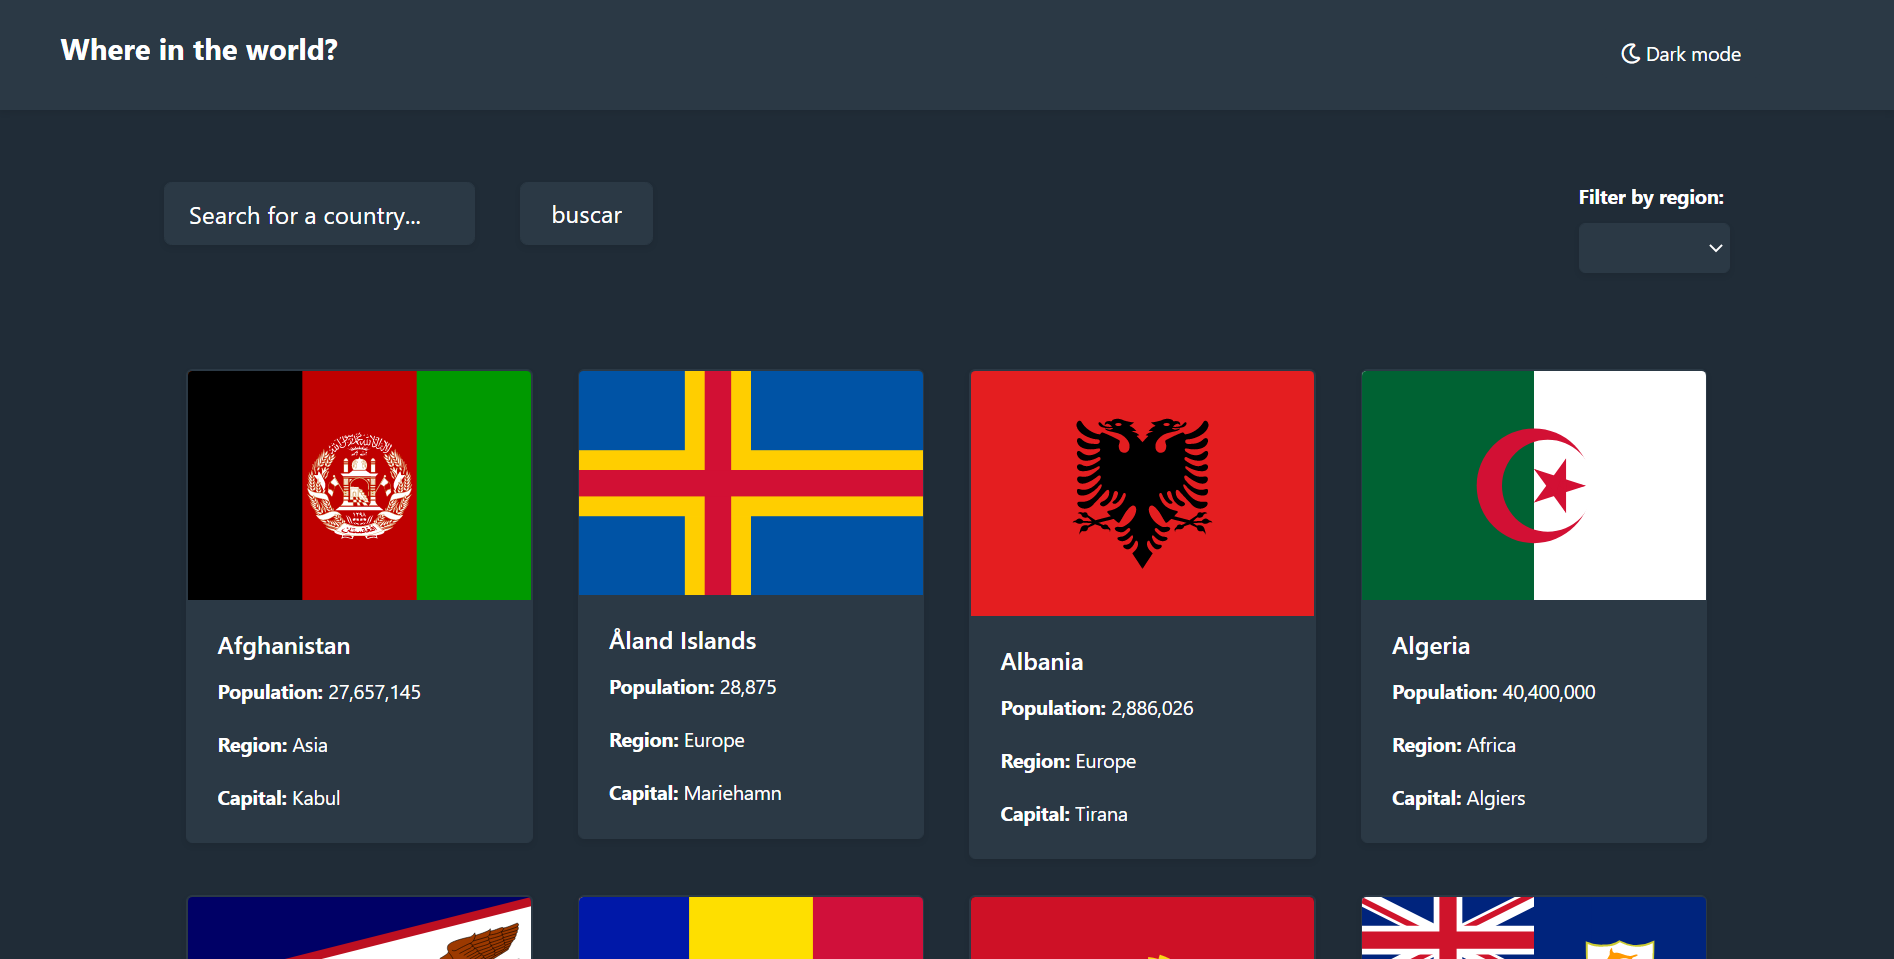 Where in the world?
Dark mode
Search for a country...
buscar
Filter by region:
Afghanistan
Population: 27,657,145
Region: Asia
Capital: Kabul
Åland Islands
Population: 28,875
Region: Europe
Capital: Mariehamn
Albania
Population: 2,886,026
Region: Europe
Capital: Tirana
Algeria
Population: 40,400,000
Region: Africa
Capital: Algiers